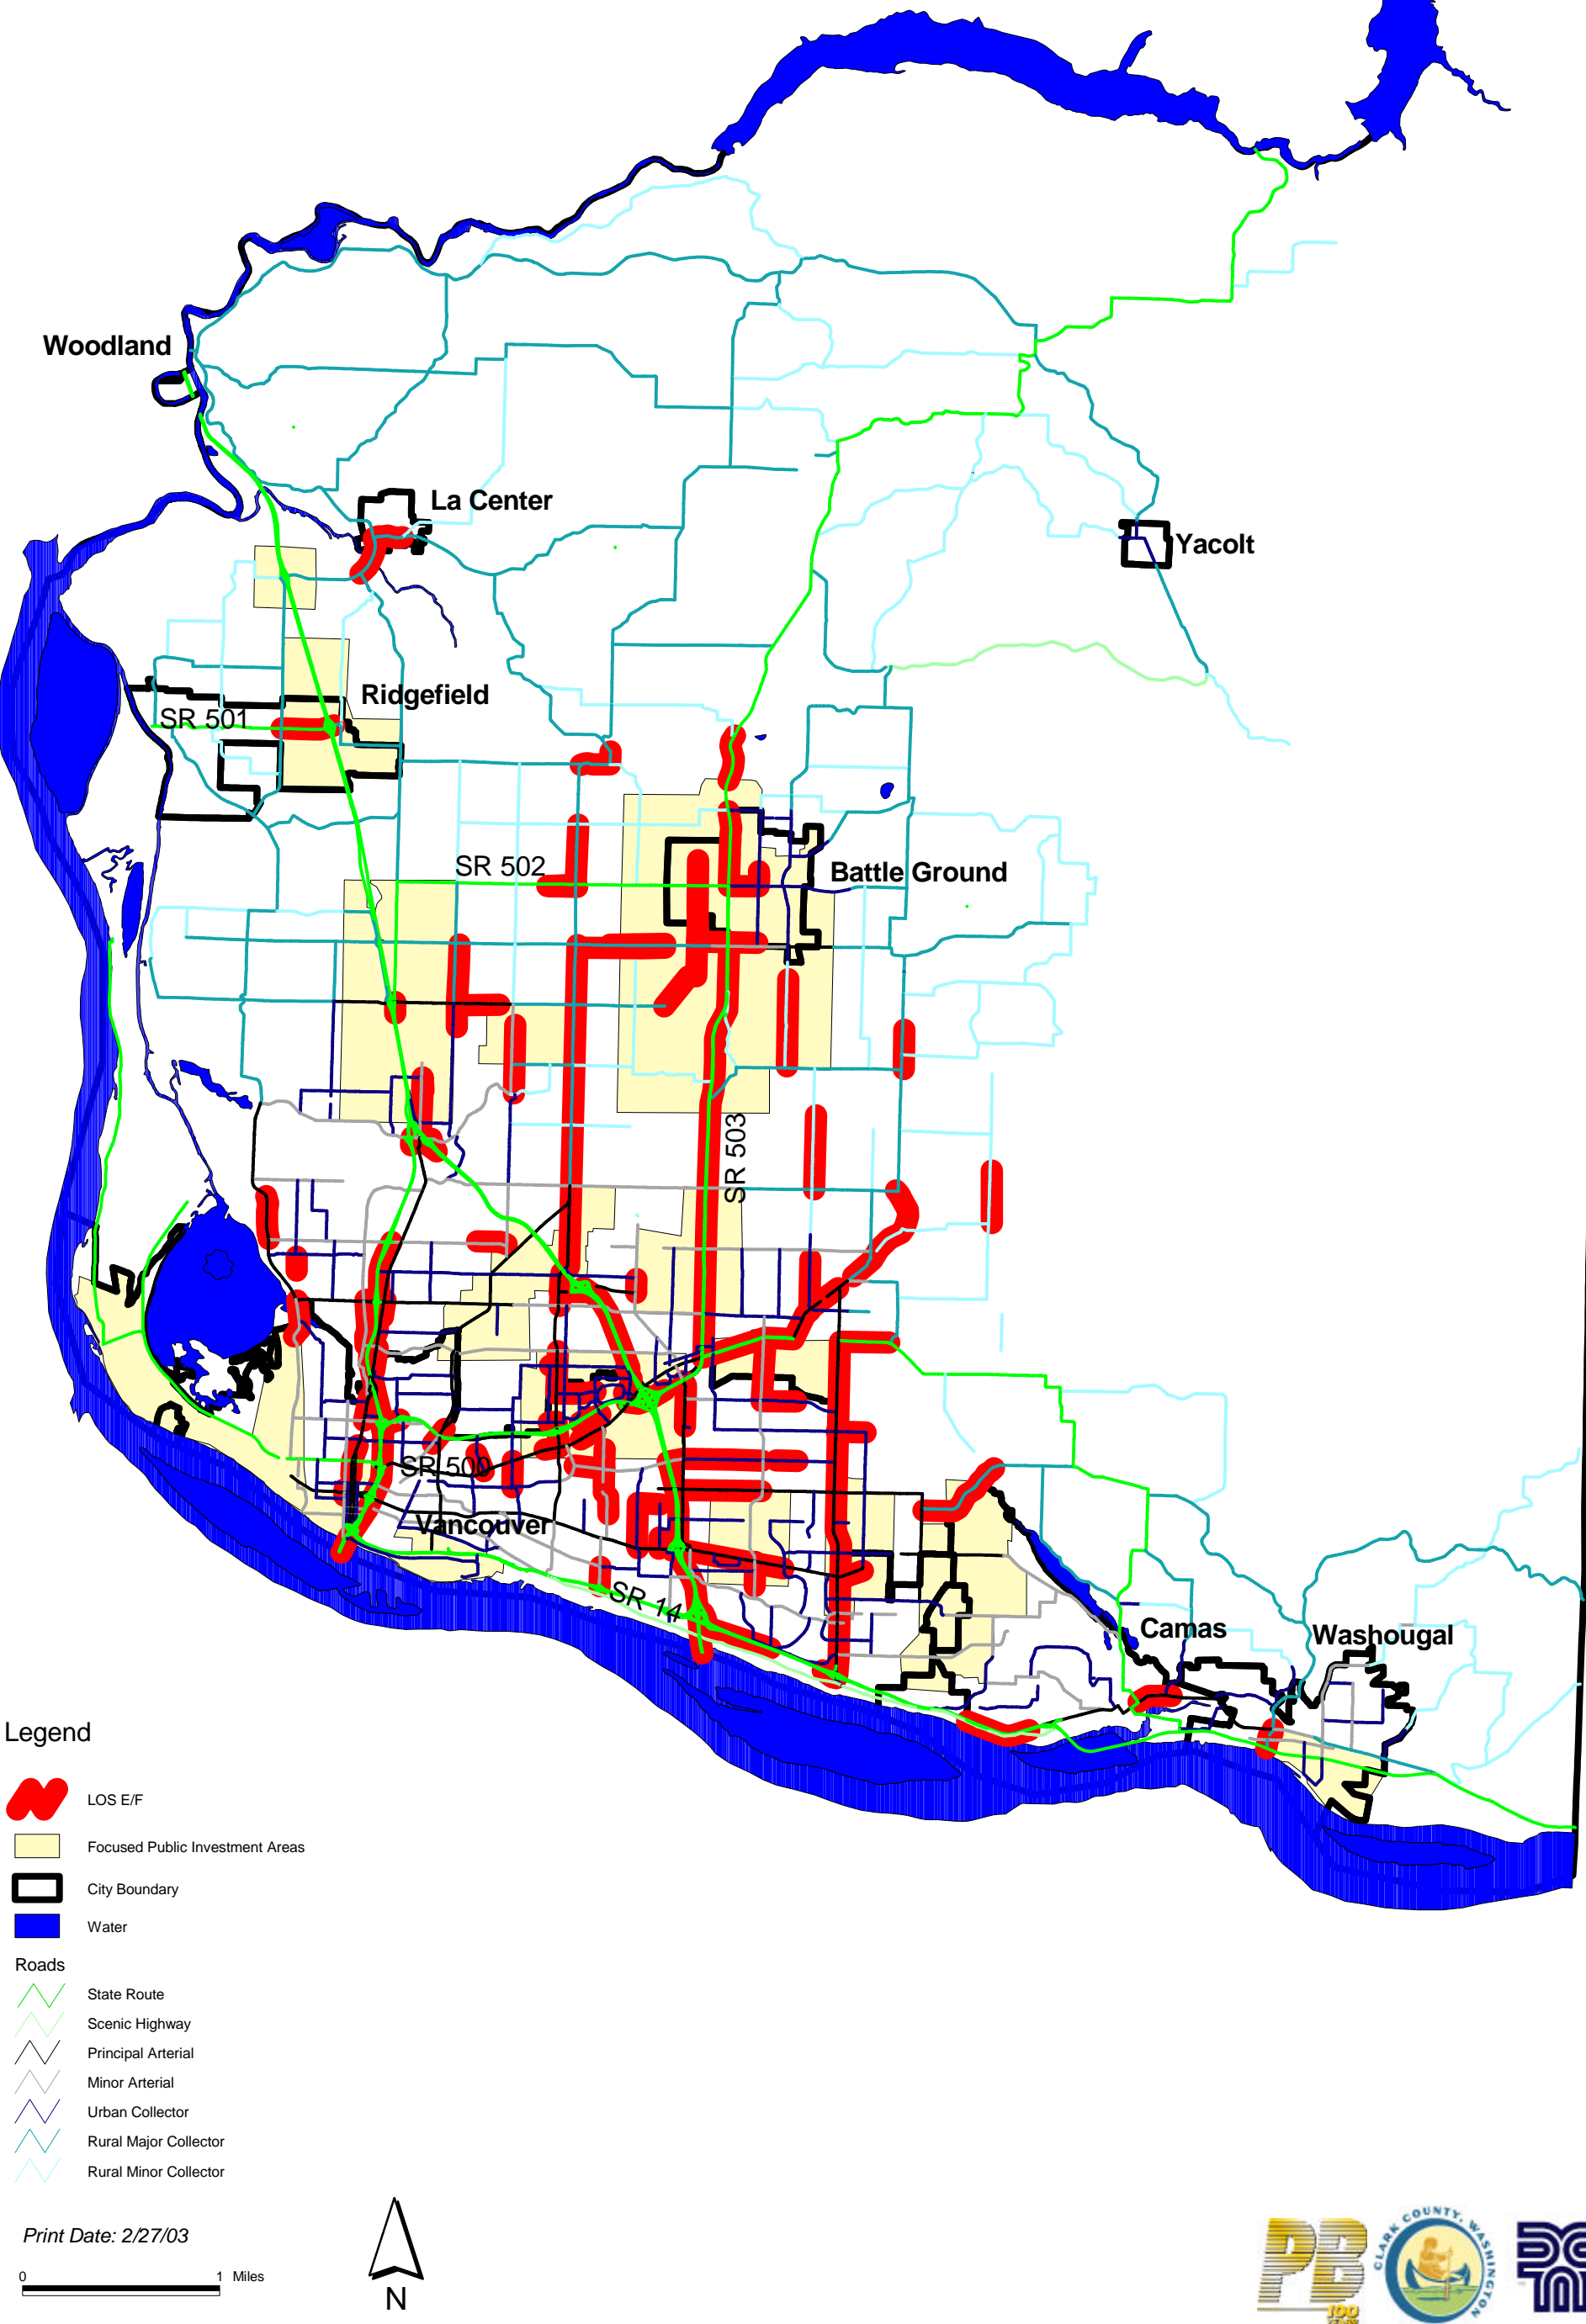 Woodland
La Center
Yacolt
Ridgefield
SR 501
SR 502
Battle Ground
SR 503
SR 500
Vancouver
SR 14
Camas
Washougal
Legend
LOS E/F
Focused Public Investment Areas
City Boundary
Water
Roads
State Route
Scenic Highway
Principal Arterial
Minor Arterial
Urban Collector
Rural Major Collector
Rural Minor Collector
Print Date: 2/27/03
0 1 Miles
N
PB
100
CLARK COUNTY, WASHINGTON